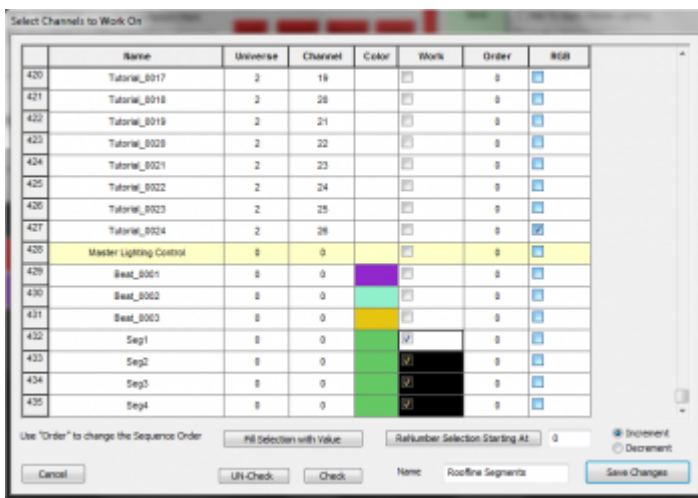 Select Channels to Work On
Name Universe Channel Color Work Order RGB
420 Tutorial_0017 2 19 0
421 Tutorial_0018 2 20 0
422 Tutorial_0019 2 21 0
423 Tutorial_0020 2 22 0
424 Tutorial_0021 2 23 0
425 Tutorial_0022 2 24 0
426 Tutorial_0023 2 25 0
427 Tutorial_0024 2 26 0
428 Master Lighting Control 0 0 0
429 Beat_0001 0 0 0
430 Beat_0002 0 0 0
431 Beat_0003 0 0 0
432 Seg1 0 0 0
433 Seg2 0 0 0
434 Seg3 0 0 0
435 Seg4 0 0 0
Use "Order" to change the Sequence Order Fill Selection with Value ReNumber Selection Starting At 0 Increment
Decrement
Cancel UN-Check Check Name Roofline Segments Save Changes